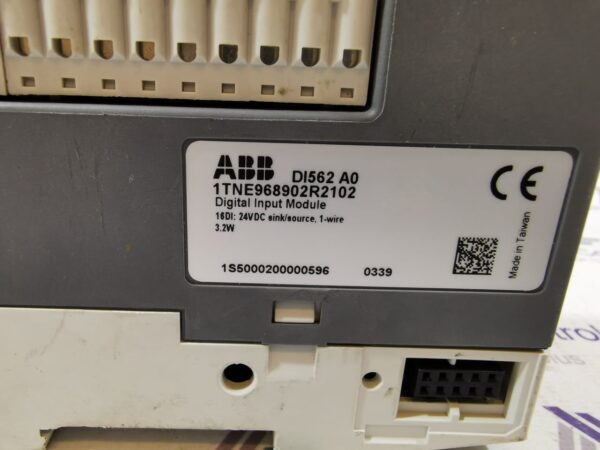 ABB DI562 A0
1TNE968902R2102
Digital Input Module
16DI: 24VDC sink/source, 1-wire
3.2W
1S5000200000596 0339
CE
Made in Taiwan